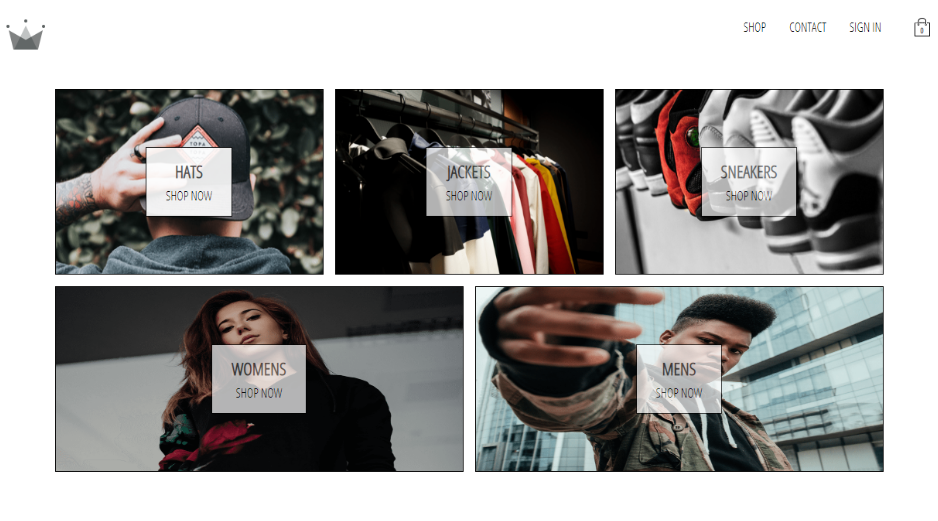 SHOP CONTACT SIGN IN
0
TOPA
HATS
SHOP NOW
JACKETS
SHOP NOW
SNEAKERS
SHOP NOW
WOMENS
SHOP NOW
MENS
SHOP NOW